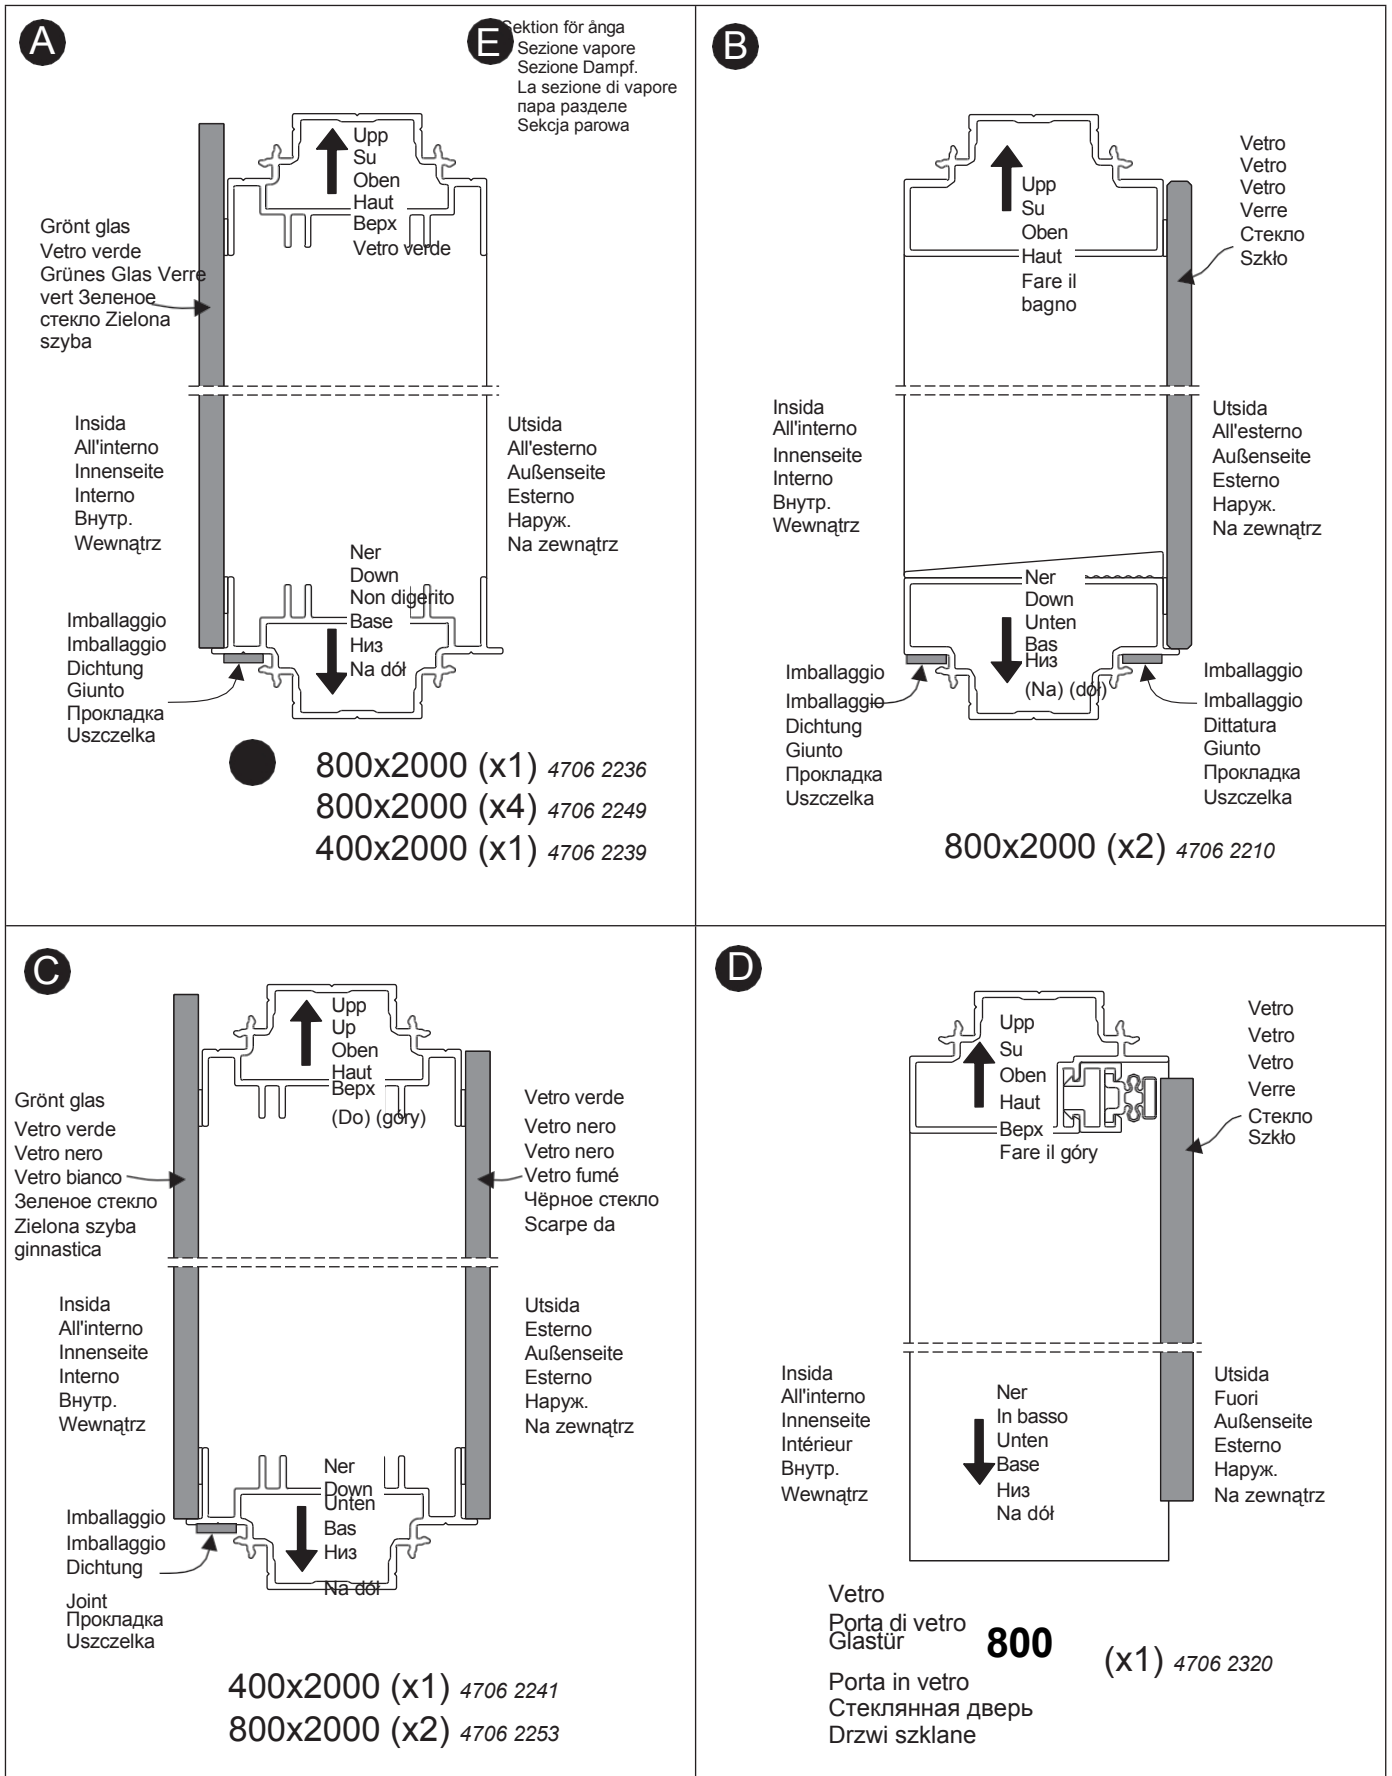 A
E
Sektion för ånga
Sezione vapore
Sezione Dampf.
La sezione di vapore
пара разделе
Sekcja parowa
Upp
Su
Oben
Haut
Верх
Vetro verde
Grönt glas
Vetro verde
Grünes Glas Verre
vert Зеленое
стекло Zielona
szyba
Insida
All'interno
Innenseite
Interno
Внутр.
Wewnątrz
Utsida
All'esterno
Außenseite
Esterno
Наруж.
Na zewnątrz
Ner
Down
Non digerito
Base
Низ
Na dół
Imballaggio
Imballaggio
Dichtung
Giunto
Прокладка
Uszczelka
800x2000 (x1) 4706 2236
800x2000 (x4) 4706 2249
400x2000 (x1) 4706 2239
B
Upp
Su
Oben
Haut
Fare il
bagno
Vetro
Vetro
Vetro
Verre
Стекло
Szkło
Insida
All'interno
Innenseite
Interno
Внутр.
Wewnątrz
Utsida
All'esterno
Außenseite
Esterno
Наруж.
Na zewnątrz
Ner
Down
Unten
Bas
Низ
(Na) (dół)
Imballaggio
Imballaggio
Dichtung
Giunto
Прокладка
Uszczelka
Imballaggio
Imballaggio
Dittatura
Giunto
Прокладка
Uszczelka
800x2000 (x2) 4706 2210
C
Upp
Up
Oben
Haut
Верх
(Do) (góry)
Grönt glas
Vetro verde
Vetro nero
Vetro bianco
Зеленое стекло
Zielona szyba
ginnastica
Vetro verde
Vetro nero
Vetro nero
Vetro fumé
Чёрное стекло
Scarpe da
Insida
All'interno
Innenseite
Interno
Внутр.
Wewnątrz
Utsida
Esterno
Außenseite
Esterno
Наруж.
Na zewnątrz
Ner
Down
Unten
Bas
Низ
Na dół
Imballaggio
Imballaggio
Dichtung
Joint
Прокладка
Uszczelka
400x2000 (x1) 4706 2241
800x2000 (x2) 4706 2253
D
Upp
Su
Oben
Haut
Верх
Fare il góry
Vetro
Vetro
Vetro
Verre
Стекло
Szkło
Insida
All'interno
Innenseite
Intérieur
Внутр.
Wewnątrz
Ner
In basso
Unten
Base
Низ
Na dół
Utsida
Fuori
Außenseite
Esterno
Наруж.
Na zewnątrz
Vetro
Porta di vetro
Glastür
Porta in vetro
Стеклянная дверь
Drzwi szklane
800 (x1) 4706 2320